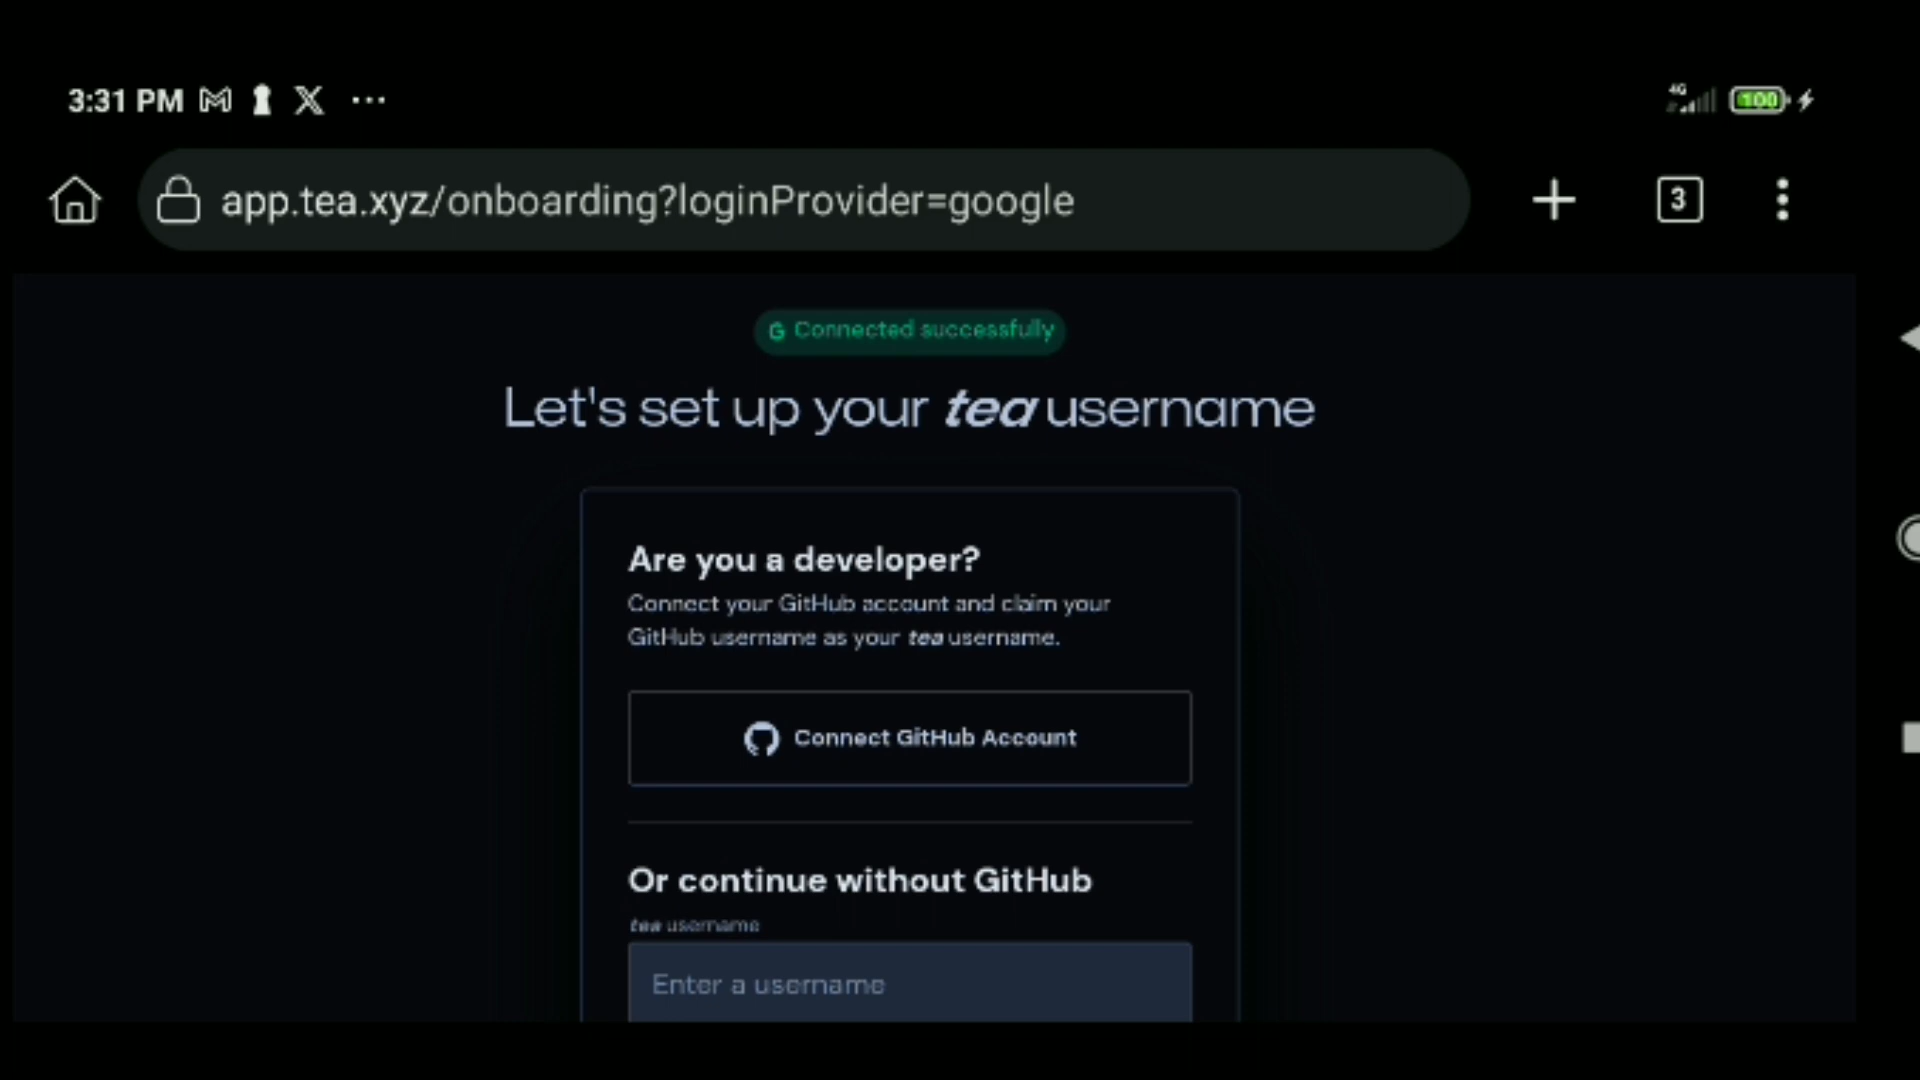 3:31 PM
4G
100
app.tea.xyz/onboarding?loginProvider=google
3
G Connected successfully
Let's set up your tea username
Are you a developer?
Connect your GitHub account and claim your
GitHub username as your tea username.
Connect GitHub Account
Or continue without GitHub
tea username
Enter a username